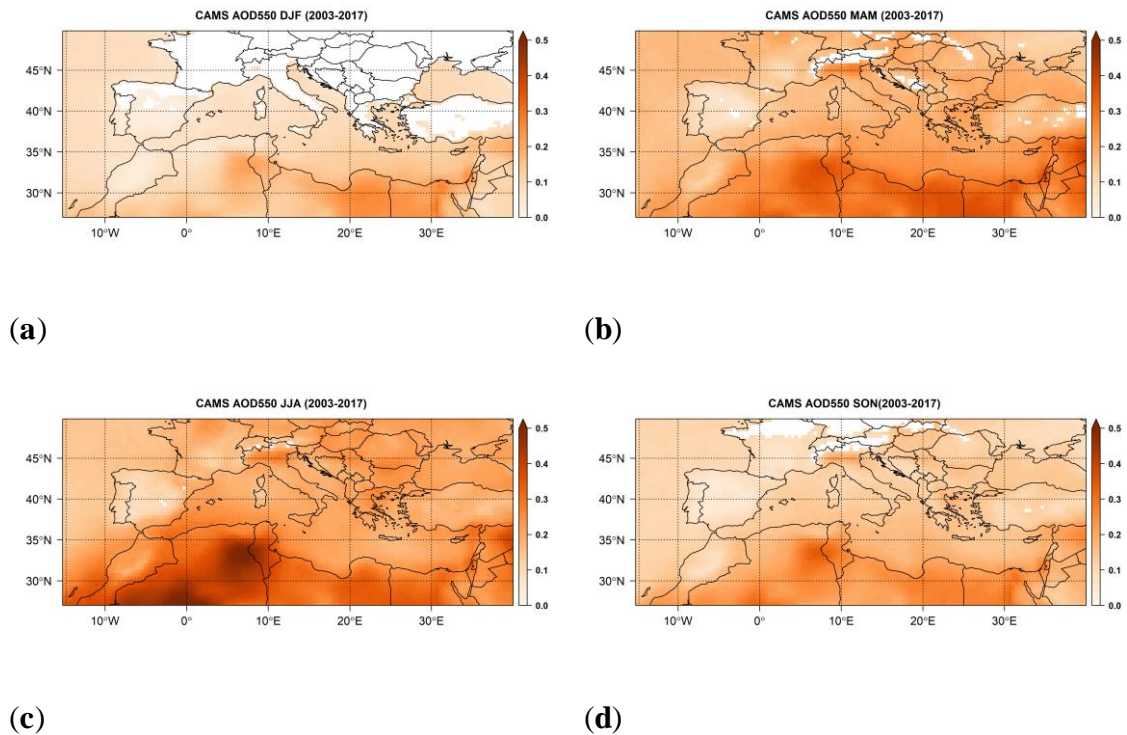 CAMS AOD550 DJF (2003-2017)
45°N
40°N
35°N
30°N
10°W 0° 10°E 20°E 30°E
0.5
0.4
0.3
0.2
0.1
0.0
(a)
CAMS AOD550 MAM (2003-2017)
45°N
40°N
35°N
30°N
10°W 0° 10°E 20°E 30°E
0.5
0.4
0.3
0.2
0.1
0.0
(b)
CAMS AOD550 JJA (2003-2017)
45°N
40°N
35°N
30°N
10°W 0° 10°E 20°E 30°E
0.5
0.4
0.3
0.2
0.1
0.0
(c)
CAMS AOD550 SON(2003-2017)
45°N
40°N
35°N
30°N
10°W 0° 10°E 20°E 30°E
0.5
0.4
0.3
0.2
0.1
0.0
(d)